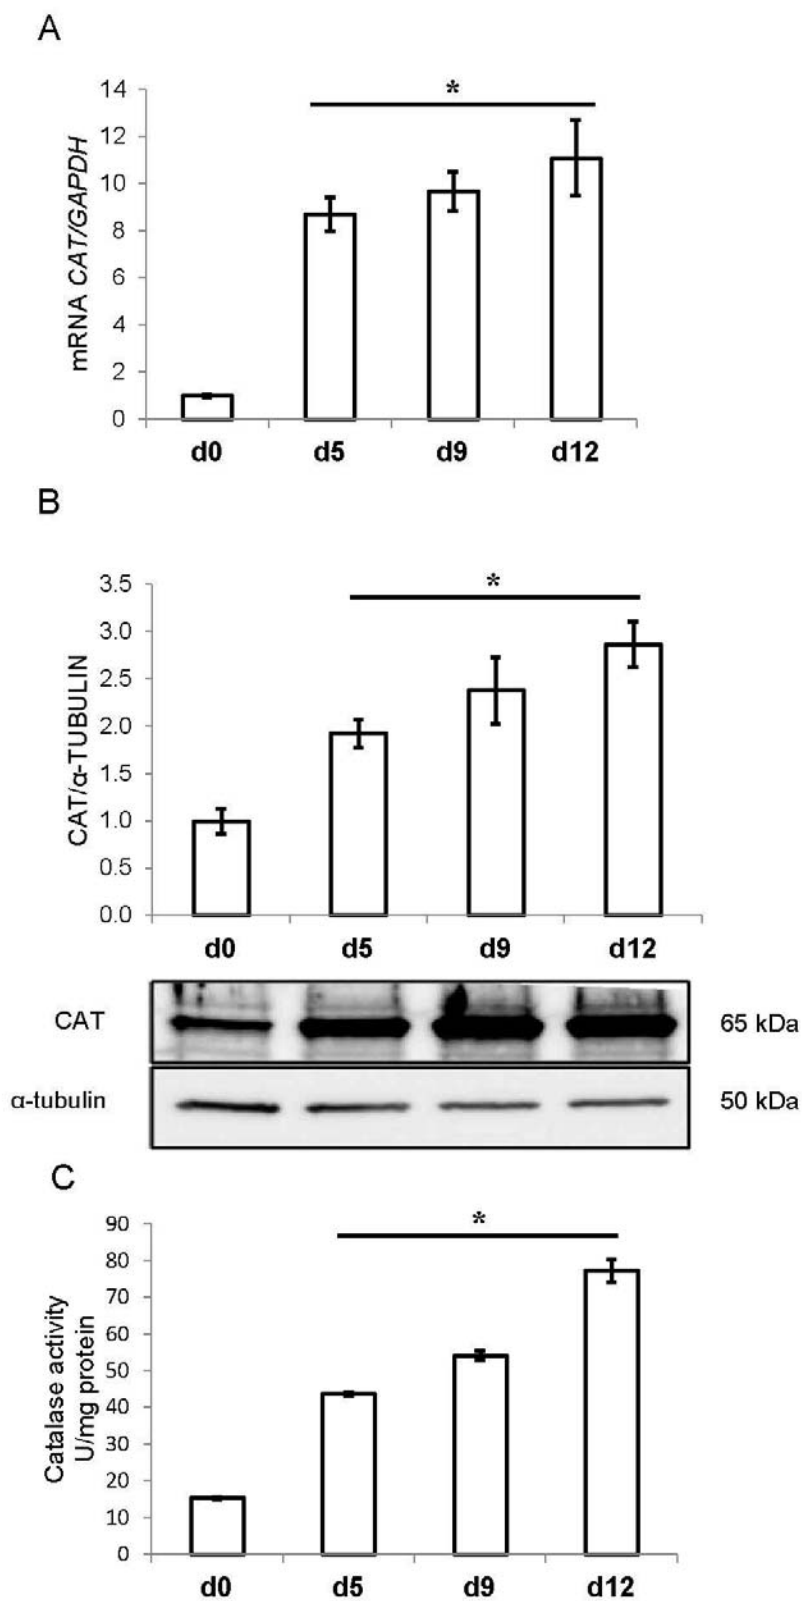 A
*
14
12
10
8
6
4
2
0
mRNA CAT/GAPDH
d0 d5 d9 d12
B
*
3.5
3.0
2.5
2.0
1.5
1.0
0.5
0.0
CAT/α-TUBULIN
d0 d5 d9 d12
CAT 65 kDa
α-tubulin 50 kDa
C
*
90
80
70
60
50
40
30
20
10
0
Catalase activity
U/mg protein
d0 d5 d9 d12